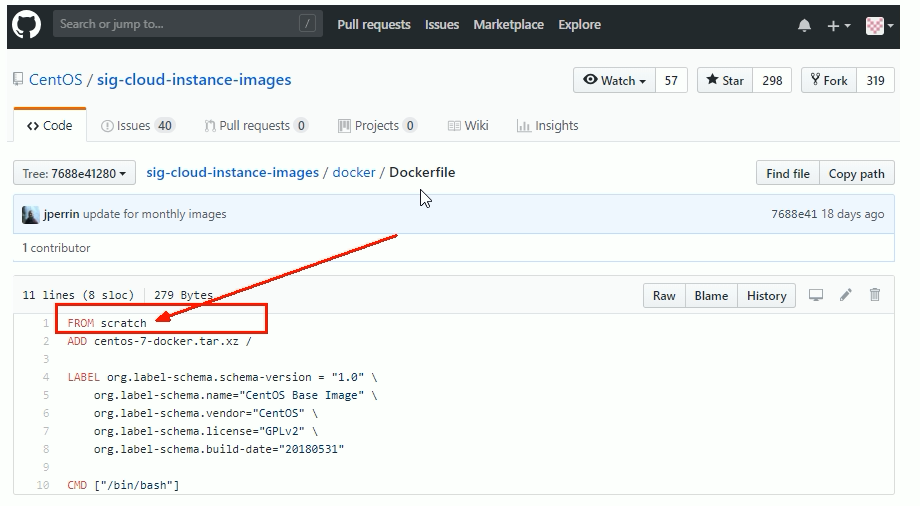 Search or jump to... / Pull requests Issues Marketplace Explore
CentOS / sig-cloud-instance-images Watch 57 Star 298 Fork 319
Code Issues 40 Pull requests 0 Projects 0 Wiki Insights
Tree: 7688e41280 sig-cloud-instance-images / docker / Dockerfile Find file Copy path
jperrin update for monthly images 7688e41 18 days ago
1 contributor
11 lines (8 sloc) 279 Bytes Raw Blame History
1 FROM scratch
2 ADD centos-7-docker.tar.xz /
3
4 LABEL org.label-schema.schema-version = "1.0" \
5 org.label-schema.name="CentOS Base Image" \
6 org.label-schema.vendor="CentOS" \
7 org.label-schema.license="GPLv2" \
8 org.label-schema.build-date="20180531"
9
10 CMD ["/bin/bash"]